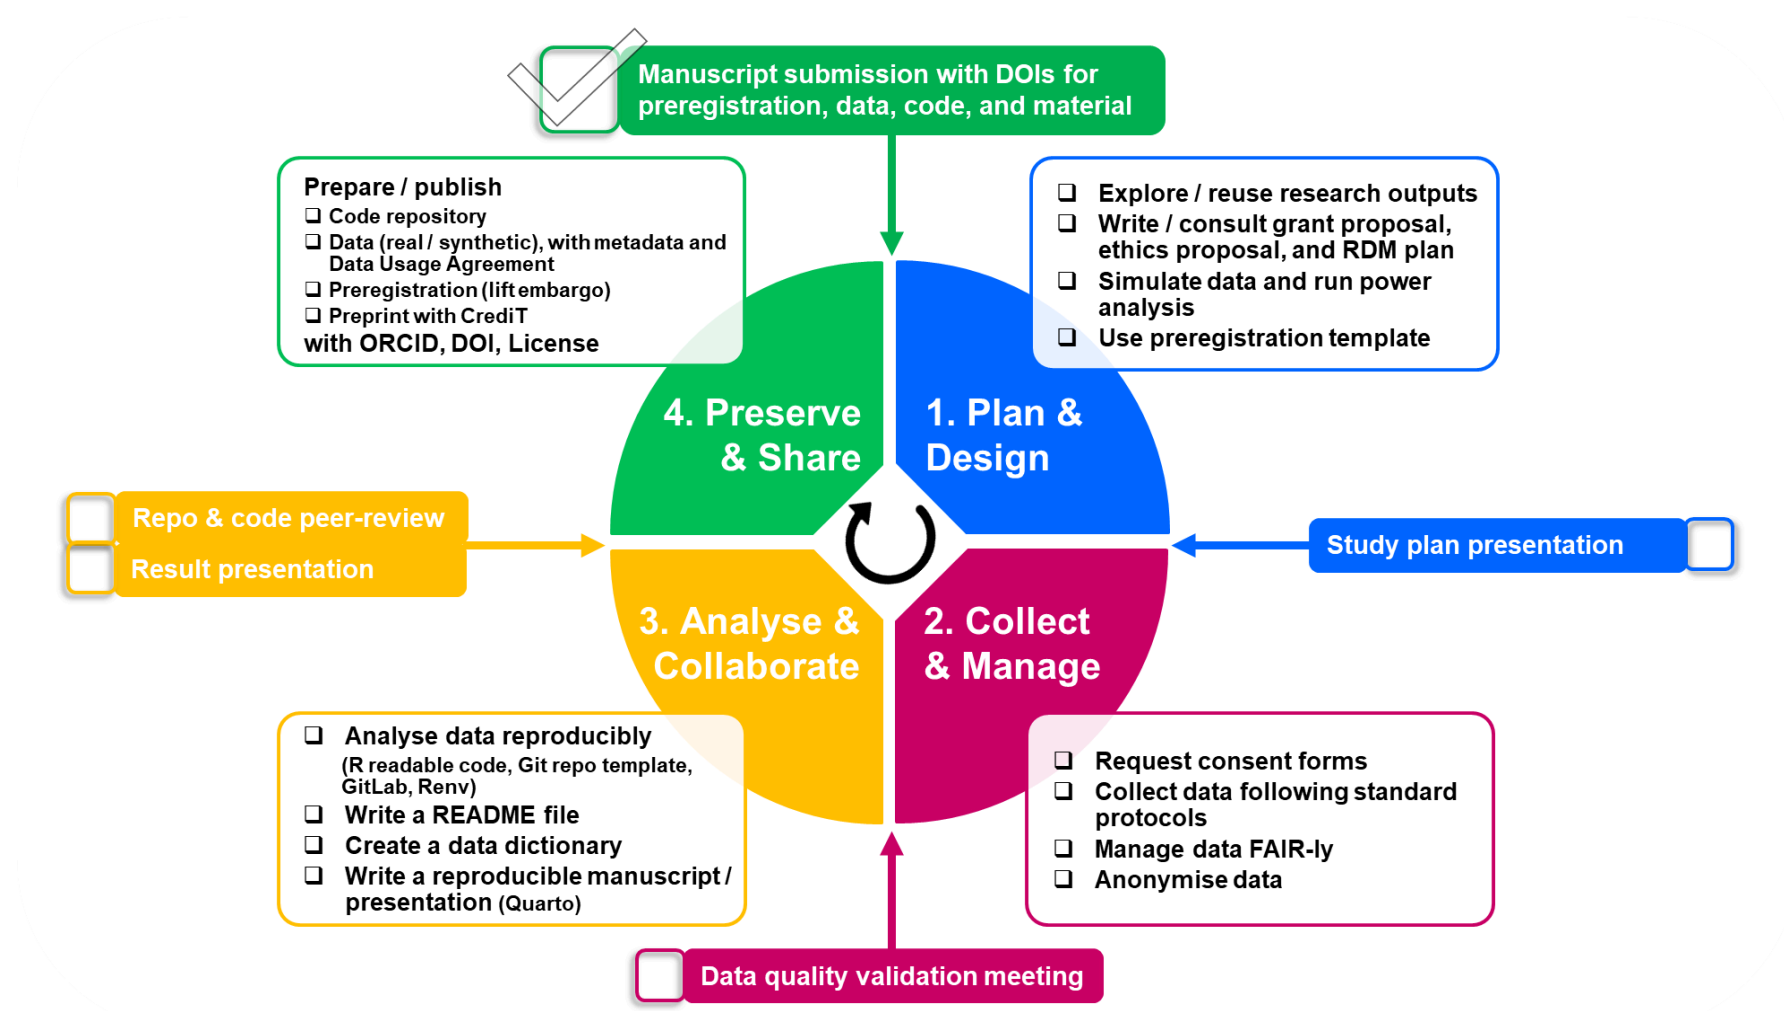 Manuscript submission with DOIs for
preregistration, data, code, and material
Prepare / publish
❑ Code repository
❑ Data (real / synthetic), with metadata and
Data Usage Agreement
❑ Preregistration (lift embargo)
❑ Preprint with CrediT
with ORCID, DOI, License
❑ Explore / reuse research outputs
❑ Write / consult grant proposal,
ethics proposal, and RDM plan
❑ Simulate data and run power
analysis
❑ Use preregistration template
4. Preserve
& Share
1. Plan &
Design
Repo & code peer-review
Result presentation
Study plan presentation
3. Analyse &
Collaborate
2. Collect
& Manage
❑ Analyse data reproducibly
(R readable code, Git repo template,
GitLab, Renv)
❑ Write a README file
❑ Create a data dictionary
❑ Write a reproducible manuscript /
presentation (Quarto)
❑ Request consent forms
❑ Collect data following standard
protocols
❑ Manage data FAIR-ly
❑ Anonymise data
Data quality validation meeting